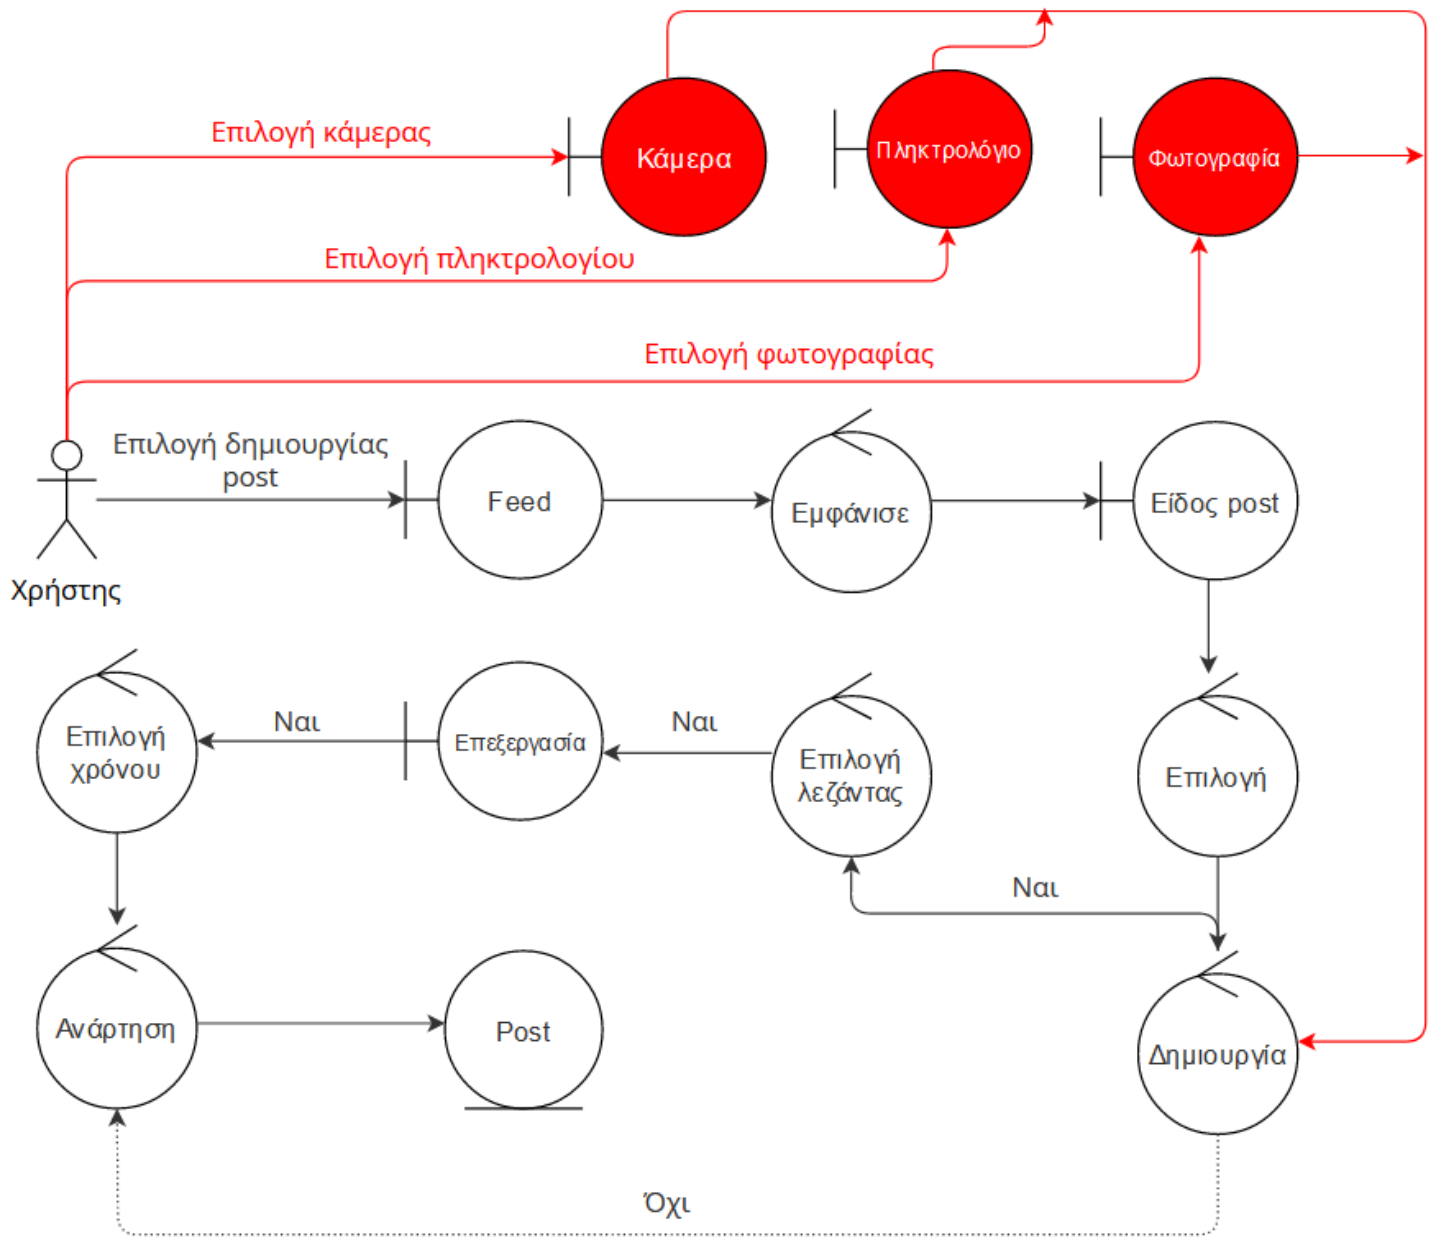 Επιλογή κάμερας
Κάμερα
Πληκτρολόγιο
Φωτογραφία
Επιλογή πληκτρολογίου
Επιλογή φωτογραφίας
Επιλογή δημιουργίας
post
Feed
Εμφάνισε
Είδος post
Χρήστης
Επιλογή
χρόνου
Ναι
Επεξεργασία
Ναι
Επιλογή
λεζάντας
Επιλογή
Ναι
Ανάρτηση
Post
Δημιουργία
Όχι